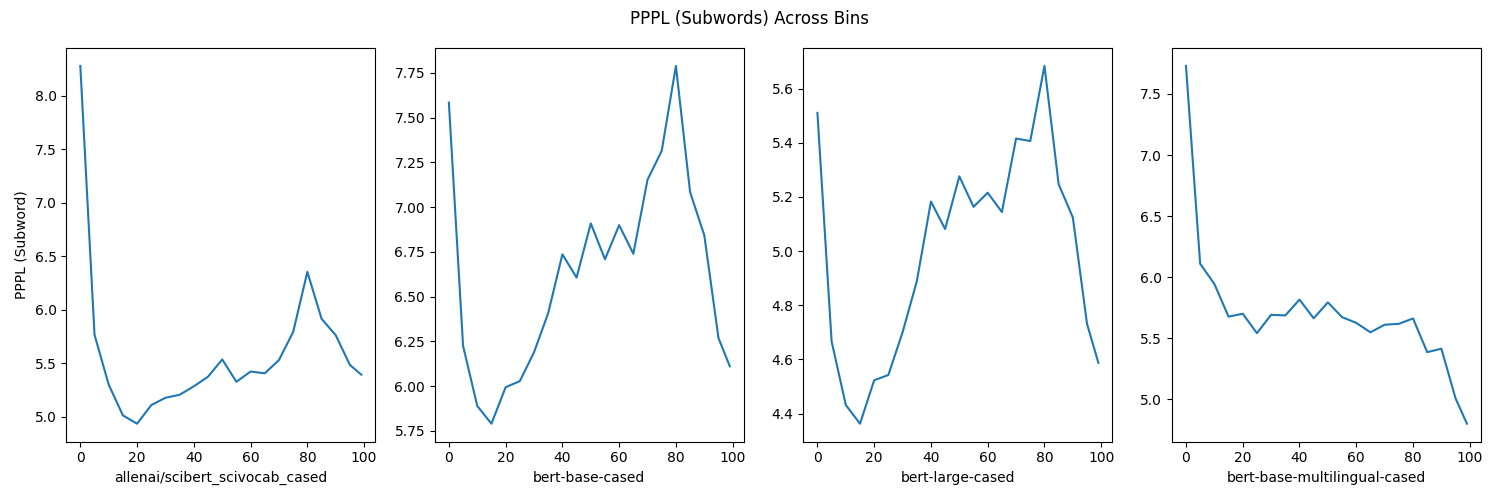 PPPL (Subwords) Across Bins
PPPL (Subword)
8.0
7.5
7.0
6.5
6.0
5.5
5.0
0 20 40 60 80 100
allenai/scibert_scivocab_cased
7.75
7.50
7.25
7.00
6.75
6.50
6.25
6.00
5.75
0 20 40 60 80 100
bert-base-cased
5.6
5.4
5.2
5.0
4.8
4.6
4.4
0 20 40 60 80 100
bert-large-cased
7.5
7.0
6.5
6.0
5.5
5.0
0 20 40 60 80 100
bert-base-multilingual-cased